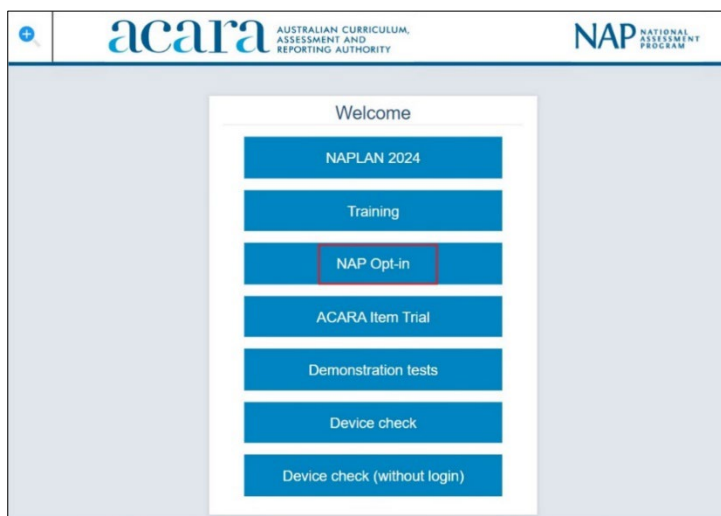 acara
AUSTRALIAN CURRICULUM,
ASSESSMENT AND
REPORTING AUTHORITY
NAP
NATIONAL
ASSESSMENT
PROGRAM
Welcome
NAPLAN 2024
Training
NAP Opt-in
ACARA Item Trial
Demonstration tests
Device check
Device check (without login)